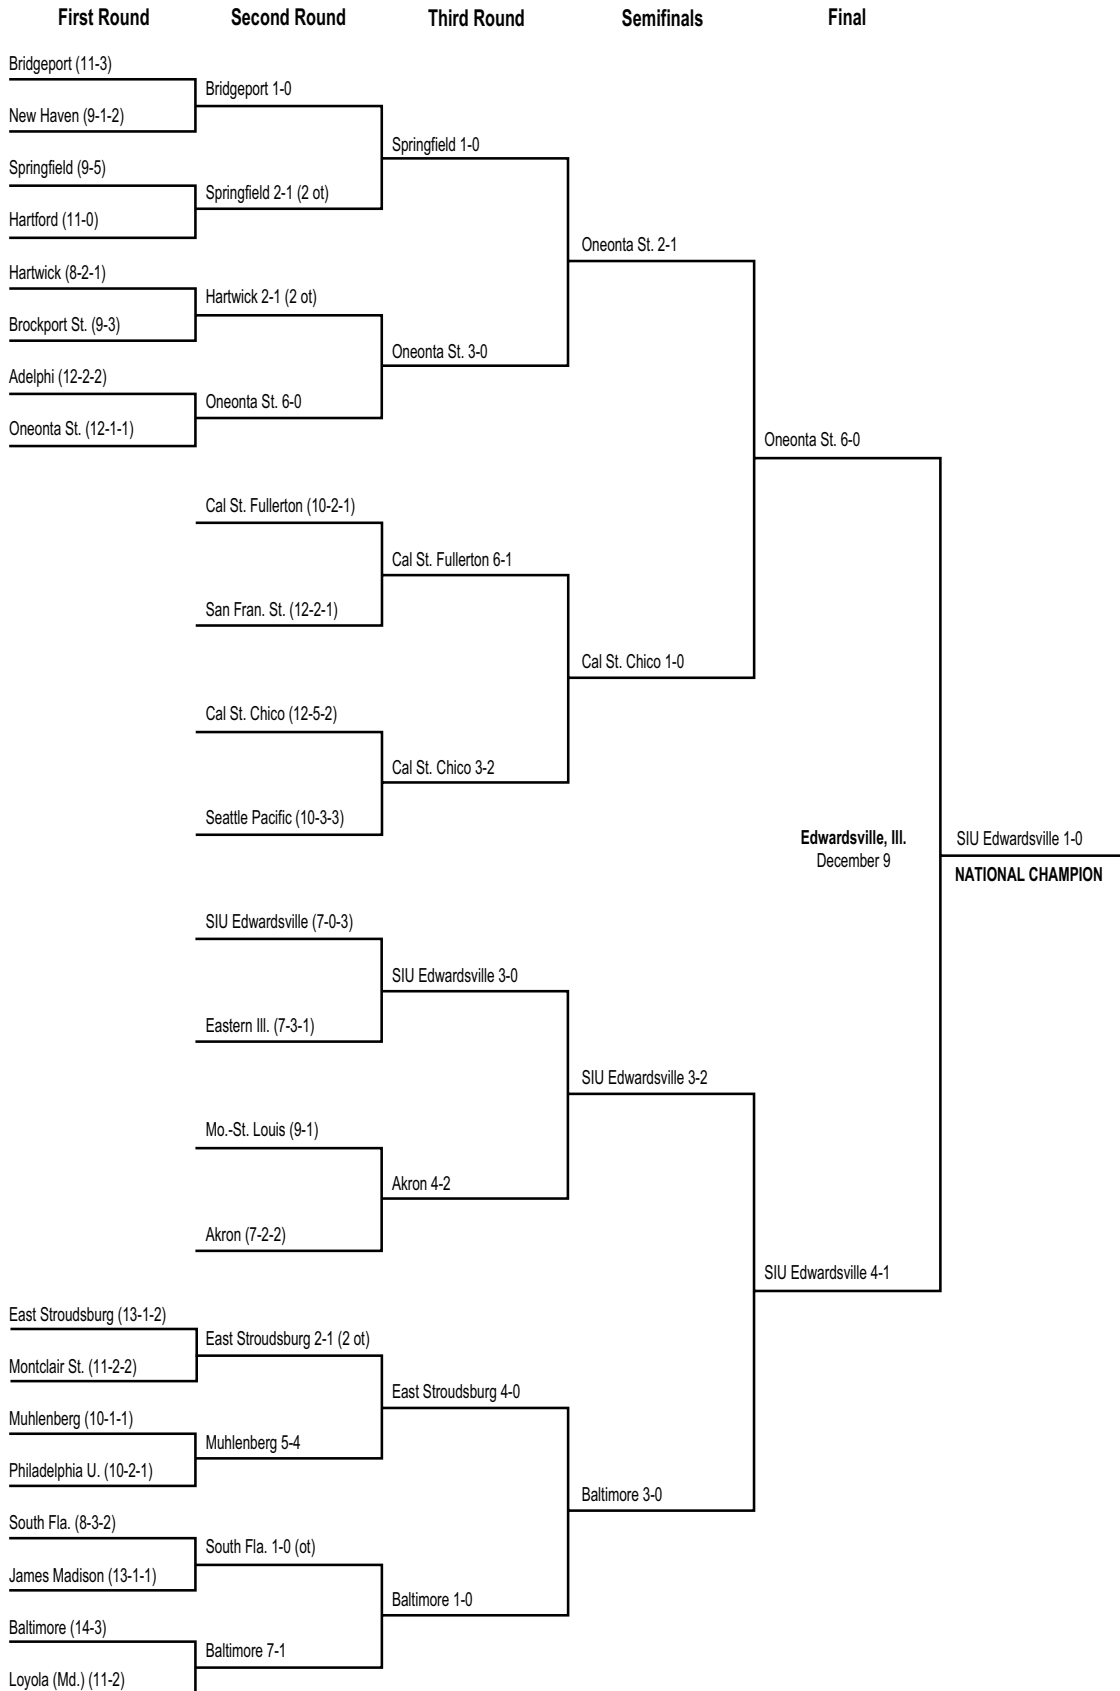 First Round
Second Round
Third Round
Semifinals
Final
Bridgeport (11-3)
Bridgeport 1-0
New Haven (9-1-2)
Springfield 1-0
Springfield (9-5)
Springfield 2-1 (2 ot)
Hartford (11-0)
Oneonta St. 2-1
Hartwick (8-2-1)
Hartwick 2-1 (2 ot)
Brockport St. (9-3)
Oneonta St. 3-0
Adelphi (12-2-2)
Oneonta St. 6-0
Oneonta St. (12-1-1)
Oneonta St. 6-0
Cal St. Fullerton (10-2-1)
Cal St. Fullerton 6-1
San Fran. St. (12-2-1)
Cal St. Chico 1-0
Cal St. Chico (12-5-2)
Cal St. Chico 3-2
Seattle Pacific (10-3-3)
Edwardsville, Ill.
December 9
SIU Edwardsville 1-0
NATIONAL CHAMPION
SIU Edwardsville (7-0-3)
SIU Edwardsville 3-0
Eastern Ill. (7-3-1)
SIU Edwardsville 3-2
Mo.-St. Louis (9-1)
Akron 4-2
Akron (7-2-2)
SIU Edwardsville 4-1
East Stroudsburg (13-1-2)
East Stroudsburg 2-1 (2 ot)
Montclair St. (11-2-2)
East Stroudsburg 4-0
Muhlenberg (10-1-1)
Muhlenberg 5-4
Philadelphia U. (10-2-1)
Baltimore 3-0
South Fla. (8-3-2)
South Fla. 1-0 (ot)
James Madison (13-1-1)
Baltimore 1-0
Baltimore (14-3)
Baltimore 7-1
Loyola (Md.) (11-2)